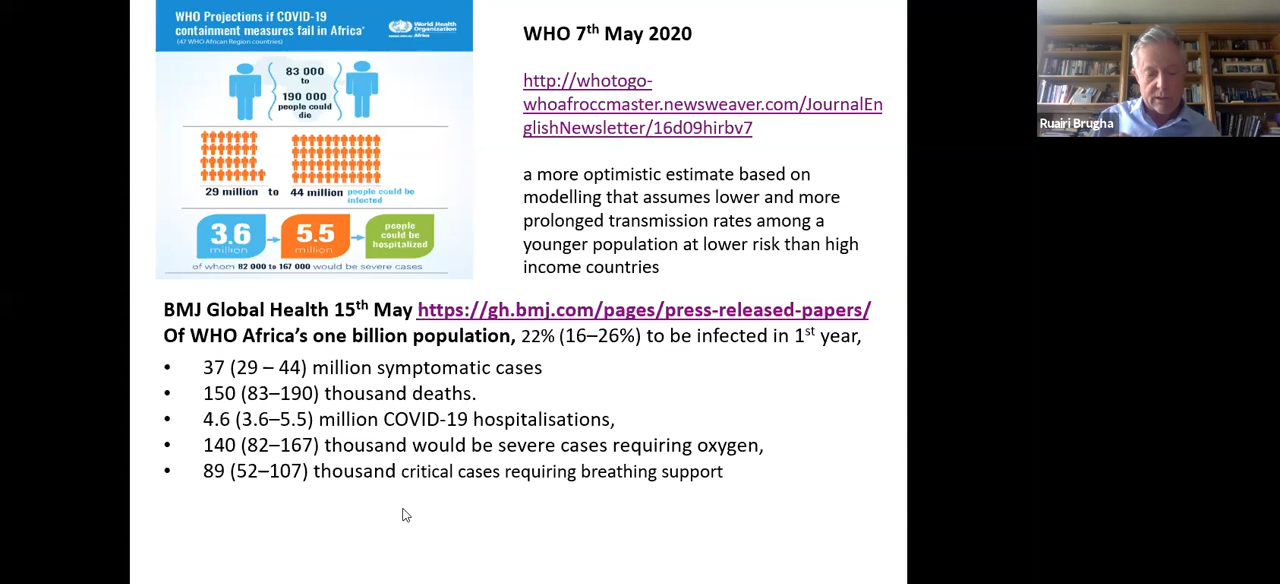 WHO Projections if COVID-19
containment measures fail in Africa*
(47 WHO African Region countries)
World Health
Organization
Africa
83 000
to
190 000
people could
die
29 million to 44 million people could be
infected
3.6
million
5.5
million
people
could be
hospitalized
of whom 82 000 to 167 000 would be severe cases
WHO 7th May 2020
http://whotogo-
whoafroccmaster.newsweaver.com/JournalEn
glishNewsletter/16d09hirbv7
a more optimistic estimate based on
modelling that assumes lower and more
prolonged transmission rates among a
younger population at lower risk than high
income countries
BMJ Global Health 15th May https://gh.bmj.com/pages/press-released-papers/
Of WHO Africa's one billion population, 22% (16–26%) to be infected in 1st year,
• 37 (29 – 44) million symptomatic cases
• 150 (83–190) thousand deaths.
• 4.6 (3.6–5.5) million COVID-19 hospitalisations,
• 140 (82–167) thousand would be severe cases requiring oxygen,
• 89 (52–107) thousand critical cases requiring breathing support
Ruairi Brugha